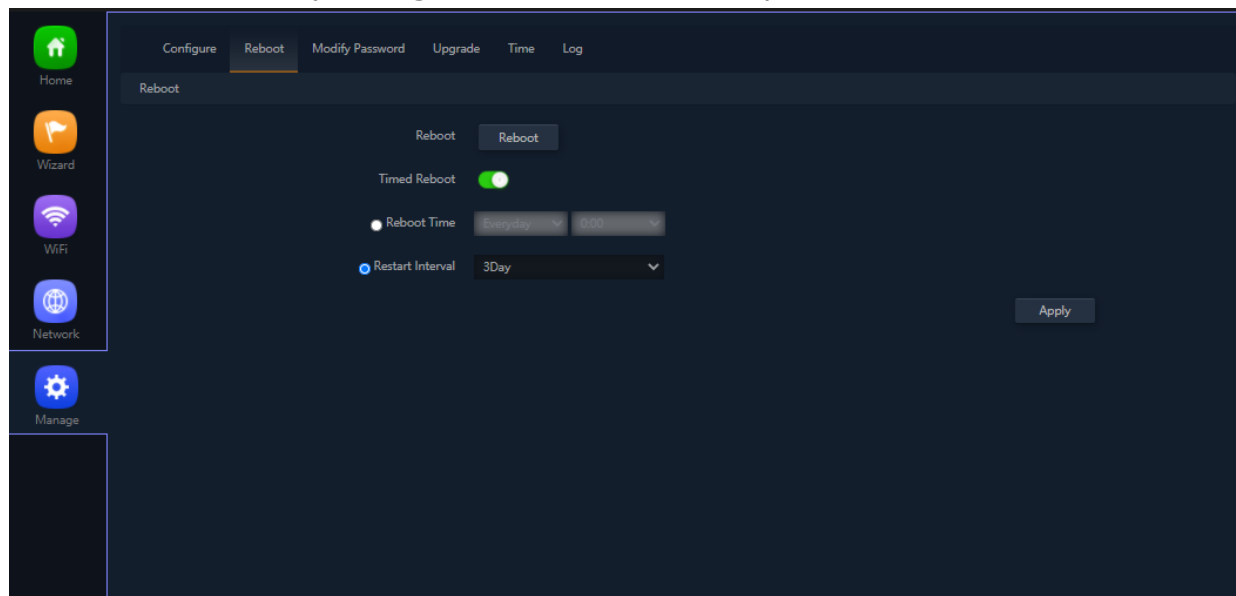 Home
Wizard
WiFi
Network
Manage
Configure Reboot Modify Password Upgrade Time Log
Reboot
Reboot Reboot
Timed Reboot
Reboot Time Everyday 0:00
Restart Interval 3Day
Apply